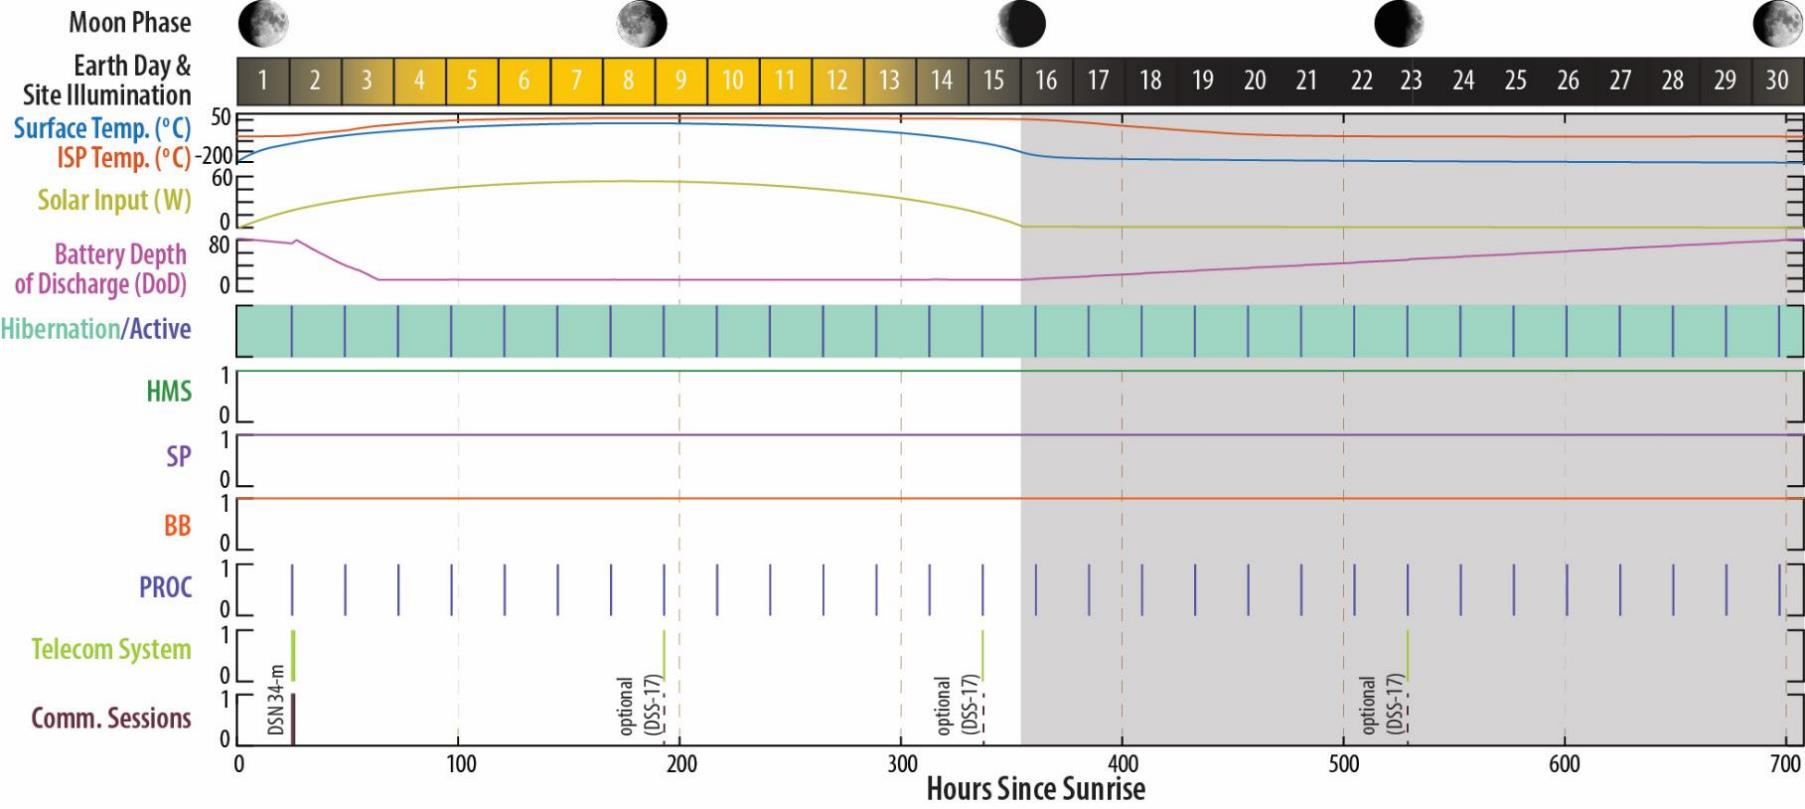 Moon Phase
Earth Day &
Site Illumination
1 2 3 4 5 6 7 8 9 10 11 12 13 14 15 16 17 18 19 20 21 22 23 24 25 26 27 28 29 30
Surface Temp. (°C)
ISP Temp. (°C)
50
-200
Solar Input (W)
60
0
Battery Depth
of Discharge (DoD)
80
0
Hibernation/Active
HMS
1
0
SP
1
0
BB
1
0
PROC
1
0
Telecom System
1
0
Comm. Sessions
1
0
DSN 34-m
optional
(DSS-17)
optional
(DSS-17)
optional
(DSS-17)
0 100 200 300 400 500 600 700
Hours Since Sunrise